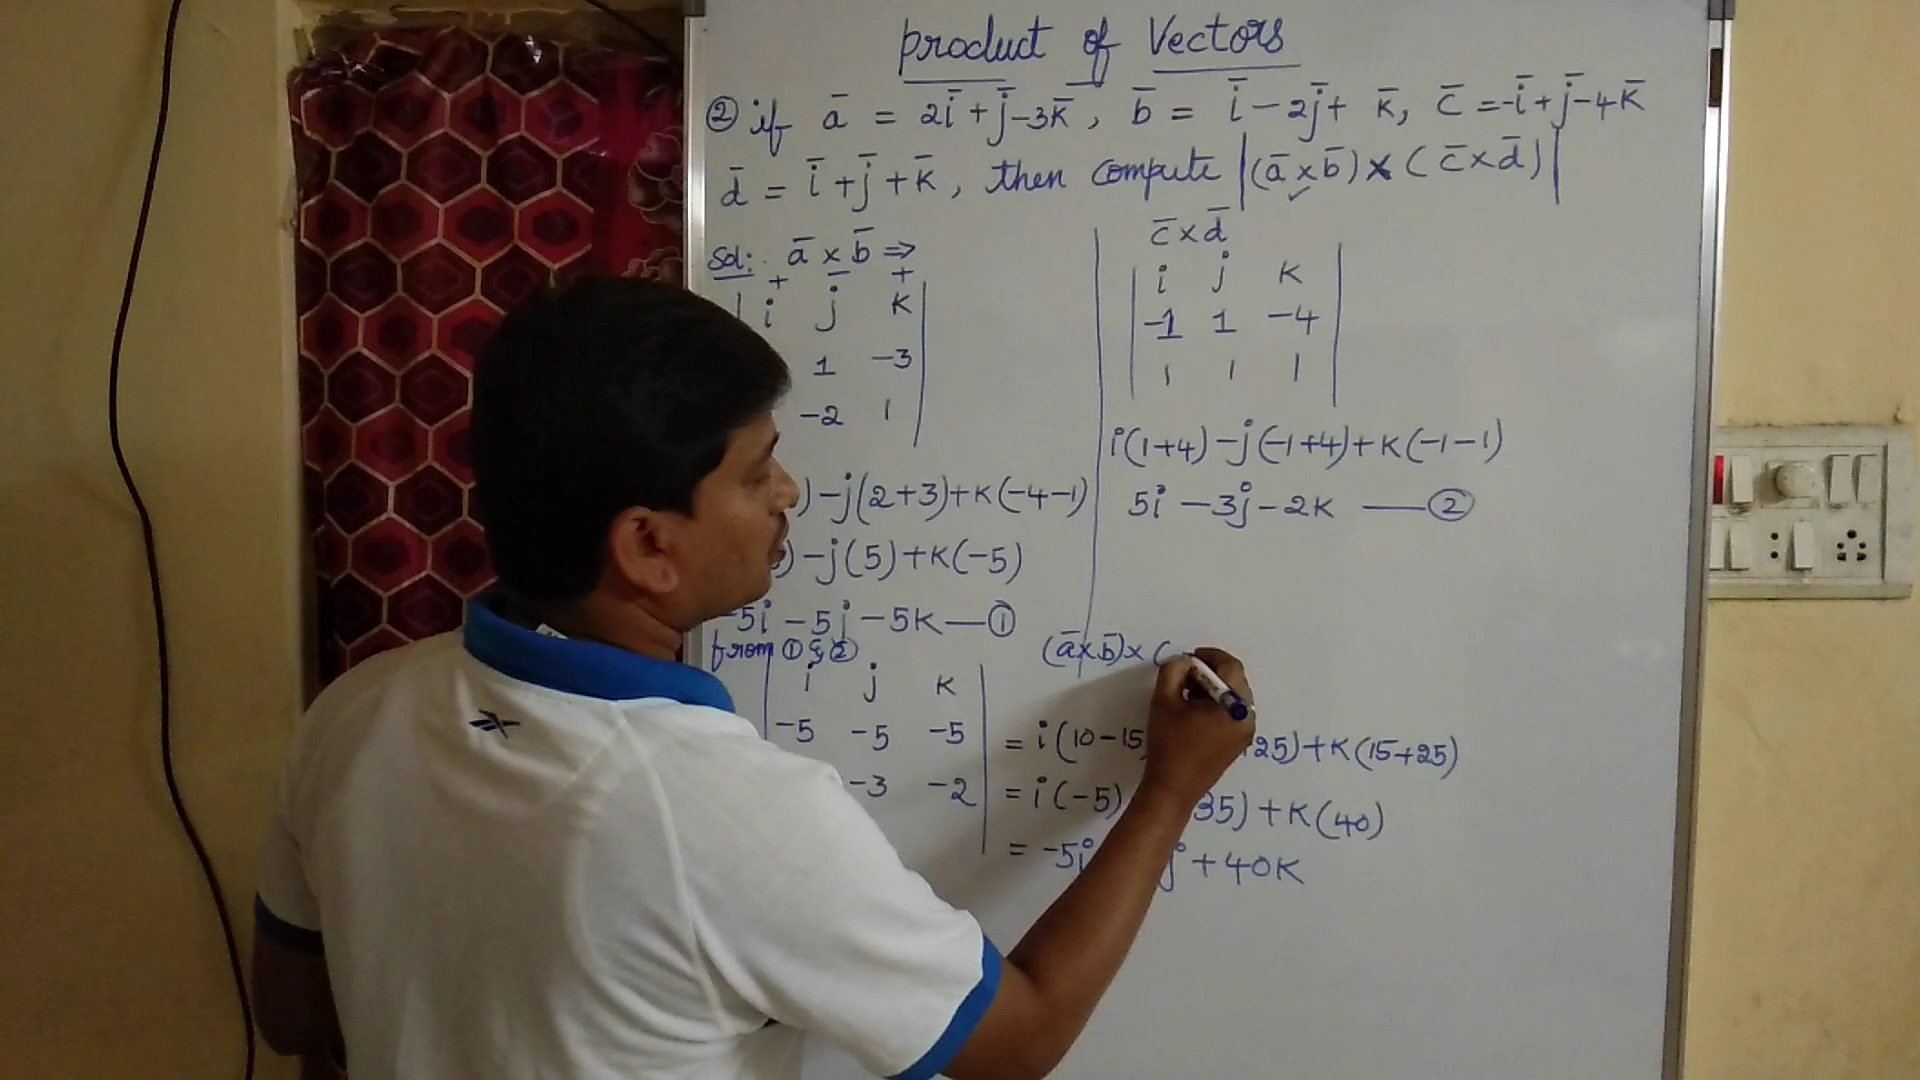 product of Vectors
② if a̅ = 2i̅ + j̅ - 3k̅, b̅ = i̅ - 2j̅ + k̅, c̅ = -i̅ + j̅ - 4k̅
d̅ = i̅ + j̅ + k̅, then compute |(a̅ x b̅) x (c̅ x d̅)|
Sol: a̅ x b̅ ⇒
+ - +
i j k
1 -3
-2 1
) - j(2+3) + k(-4-1)
) - j(5) + k(-5)
-5i - 5j - 5k — ①
c̅ x d̅
i j k
-1 1 -4
1 1 1
i(1+4) - j(-1+4) + k(-1-1)
5i - 3j - 2k — ②
from ① & ②
i j k
-5 -5 -5
-3 -2
(a̅ x b̅) x (
= i(10-15) +25) + k(15+25)
= i(-5) 35) + k(40)
= -5i j + 40k